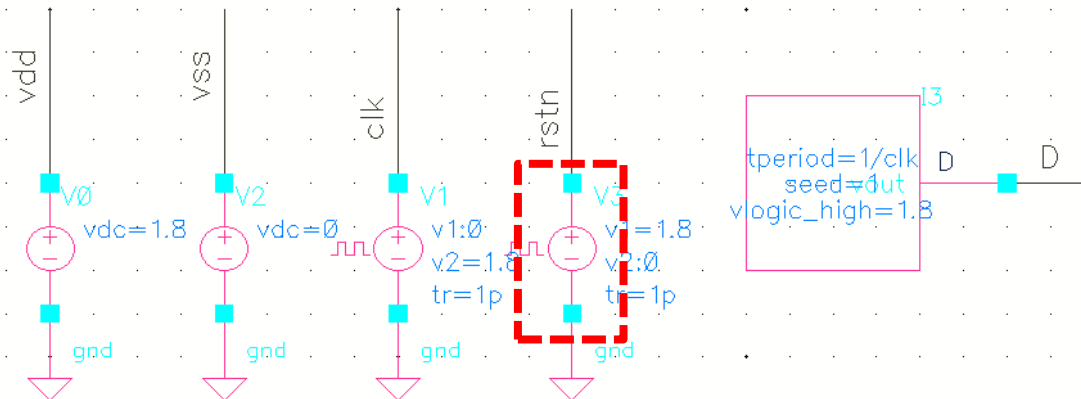 vdd
V0
vdc=1.8
gnd
vss
V2
vdc=0
gnd
clk
V1
v1:0
v2=1.8
tr=1p
gnd
rstn
V3
v1=1.8
v2:0
tr=1p
gnd
I3
tperiod=1/clk
seed=1
vout
vlogic_high=1.8
D
D